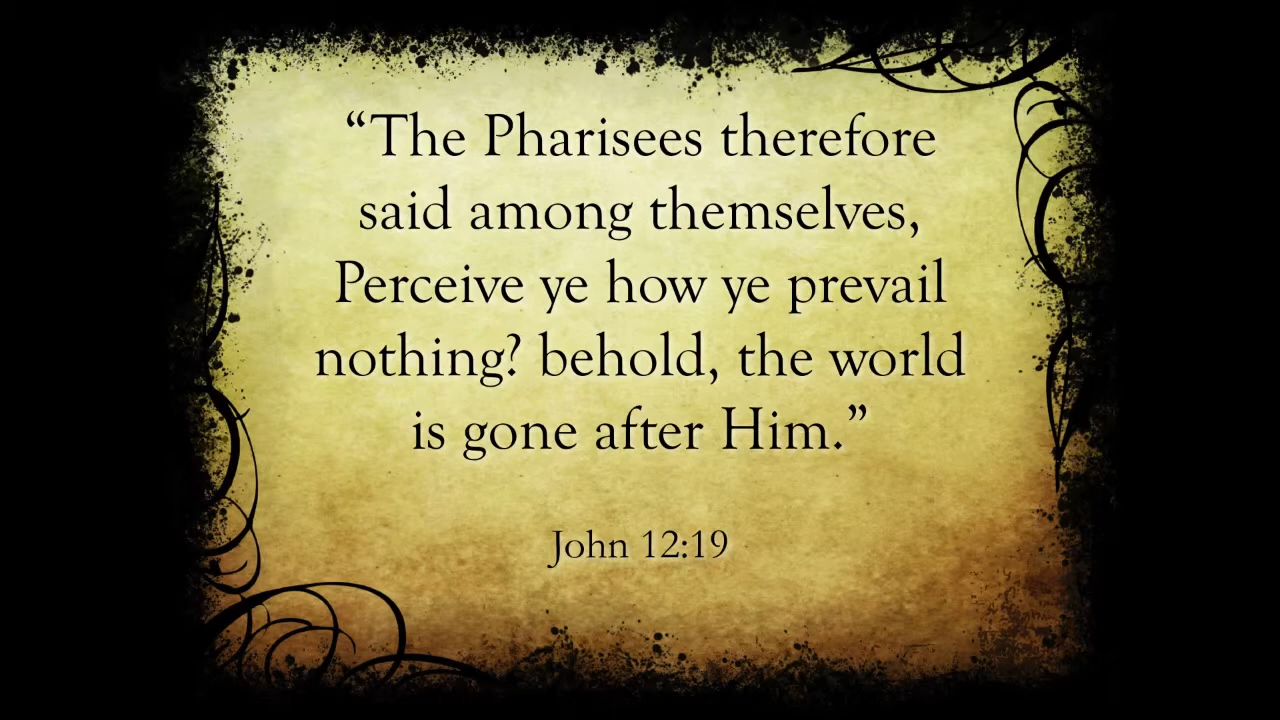 “The Pharisees therefore
said among themselves,
Perceive ye how ye prevail
nothing? behold, the world
is gone after Him.”
John 12:19